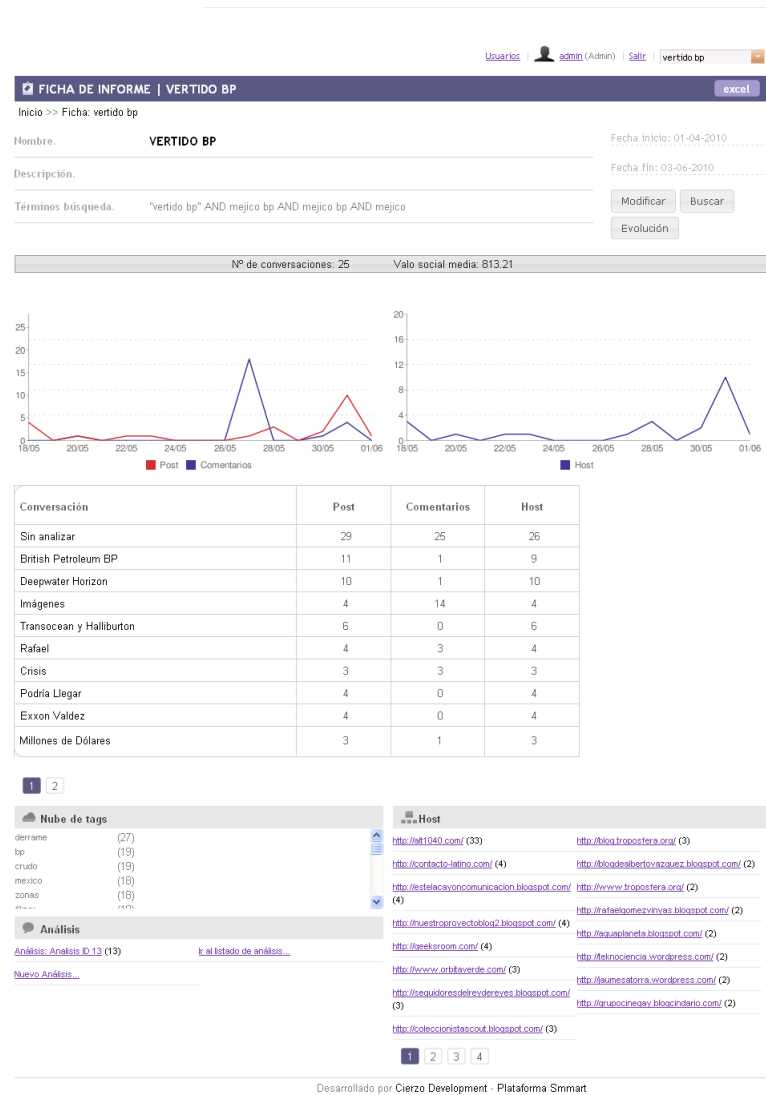 Usuarios | admin (Admin) | Salir | vertido bp
FICHA DE INFORME | VERTIDO BP excel
Inicio >> Ficha: vertido bp
Nombre. VERTIDO BP
Fecha inicio: 01-04-2010
Descripción.
Fecha fin: 03-06-2010
Términos búsqueda. "vertido bp" AND mejico bp AND mejico bp AND mejico
Modificar Buscar
Evolución
Nº de conversaciones: 25 Valo social media: 813.21
25
20
15
10
5
0
18/05 20/05 22/05 24/05 26/05 28/05 30/05 01/06
Post Comentarios
20
16
12
8
4
0
18/05 20/05 22/05 24/05 26/05 28/05 30/05 01/06
Host
Conversación Post Comentarios Host
Sin analizar 29 25 26
British Petroleum BP 11 1 9
Deepwater Horizon 10 1 10
Imágenes 4 14 4
Transocean y Halliburton 6 0 6
Rafael 4 3 4
Crisis 3 3 3
Podría Llegar 4 0 4
Exxon Valdez 4 0 4
Millones de Dólares 3 1 3
1 2
Nube de tags
derrame (27)
bp (19)
crudo (19)
mexico (18)
zonas (18)
Análisis
Análisis: Analisis ID 13 (13) Ir al listado de análisis...
Nuevo Análisis...
Host
http://alt1040.com/ (33)
http://contacto-latino.com/ (4)
http://estelacayoncomunicacion.blogspot.com/
(4)
http://nuestroproyectoblog2.blogspot.com/ (4)
http://geeksroom.com/ (4)
http://www.orbitaverde.com/ (3)
http://seguidoresdelreydereyes.blogspot.com/
(3)
http://coleccionistascout.blogspot.com/ (3)
http://blog.troposfera.org/ (3)
http://blogdealbertovazquez.blogspot.com/ (2)
http://www.troposfera.org/ (2)
http://rafaelgomezvinyas.blogspot.com/ (2)
http://aguaplaneta.blogspot.com/ (2)
http://teknociencia.wordpress.com/ (2)
http://jaumesatorra.wordpress.com/ (2)
http://grupocinegay.blogcindario.com/ (2)
1 2 3 4
Desarrollado por Cierzo Development - Plataforma Smmart